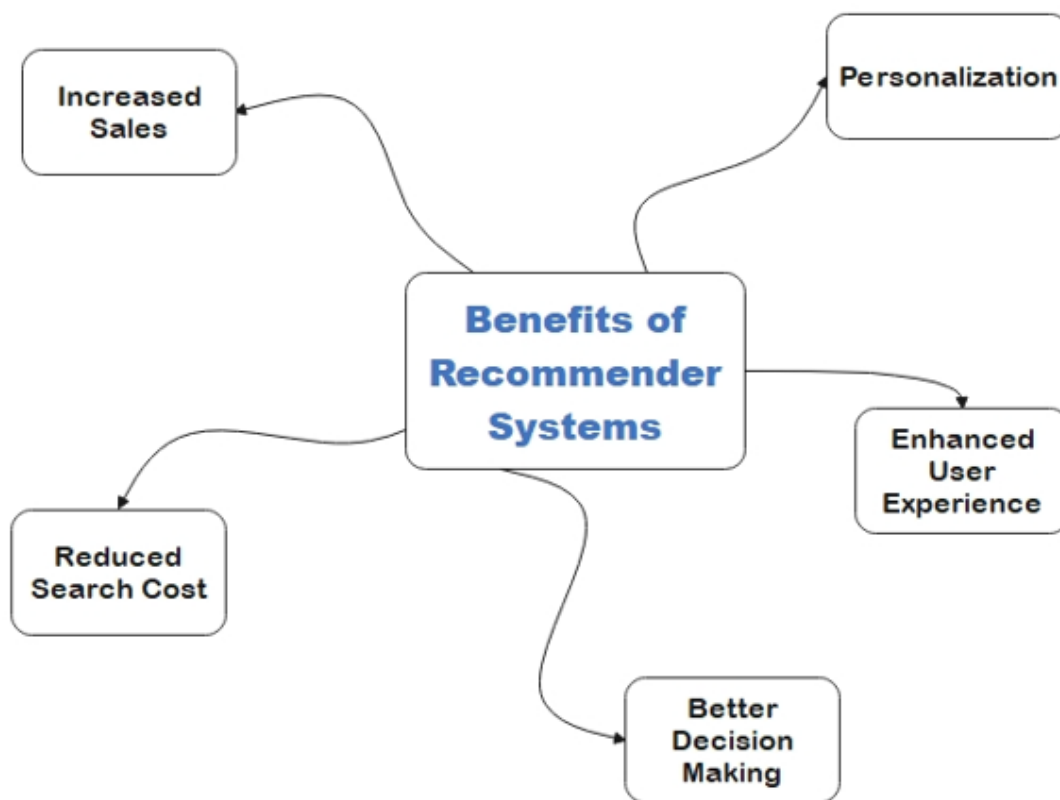 Increased
Sales
Personalization
Benefits of
Recommender
Systems
Enhanced
User
Experience
Reduced
Search Cost
Better
Decision
Making